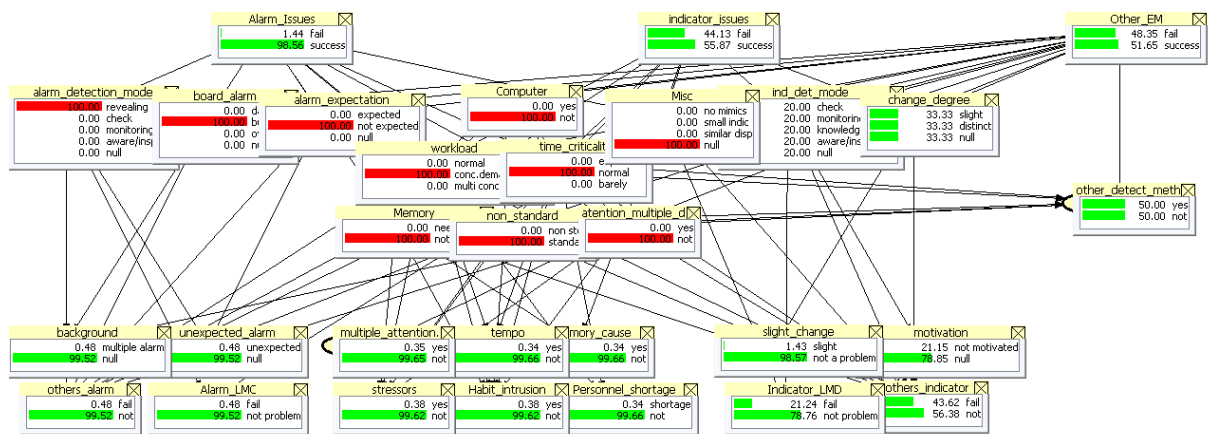 Alarm_Issues
1.44 fail
98.56 success
indicator_issues
44.13 fail
55.87 success
Other_EM
48.35 fail
51.65 success
alarm_detection_mode
100.00 revealing
0.00 check
0.00 monitoring
0.00 aware/insp
0.00 null
board_alarm
0.00
100.00
0.00
0.00
alarm_expectation
0.00 expected
100.00 not expected
0.00 null
Computer
0.00 yes
100.00 not
Misc
0.00 no mimics
0.00 small indic
0.00 similar disp
100.00 null
ind_det_mode
20.00 check
20.00 monitorin
20.00 knowledg
20.00 aware/ins
20.00 null
change_degree
33.33 slight
33.33 distinct
33.33 null
workload
0.00 normal
100.00 conc.dema
0.00 multi conc
time_criticalit
0.00
100.00 normal
0.00 barely
other_detect_meth
50.00 yes
50.00 not
Memory
0.00 nee
100.00 not
non_standard
0.00 non st
100.00 standa
atention_multiple_d
0.00 yes
100.00 not
background
0.48 multiple alarm
99.52 null
unexpected_alarm
0.48 unexpected
99.52 null
multiple_attention.
0.35 yes
99.65 not
tempo
0.34 yes
99.66 not
mory_cause
0.34 yes
99.66 not
slight_change
1.43 slight
98.57 not a problem
motivation
21.15 not motivated
78.85 null
others_alarm
0.48 fail
99.52 not
Alarm_LMC
0.48 fail
99.52 not problem
stressors
0.38 yes
99.62 not
Habit_intrusion
0.38 yes
99.62 not
Personnel_shortage
0.34 shortage
99.66 not
Indicator_LMD
21.24 fail
78.76 not problem
others_indicator
43.62 fail
56.38 not